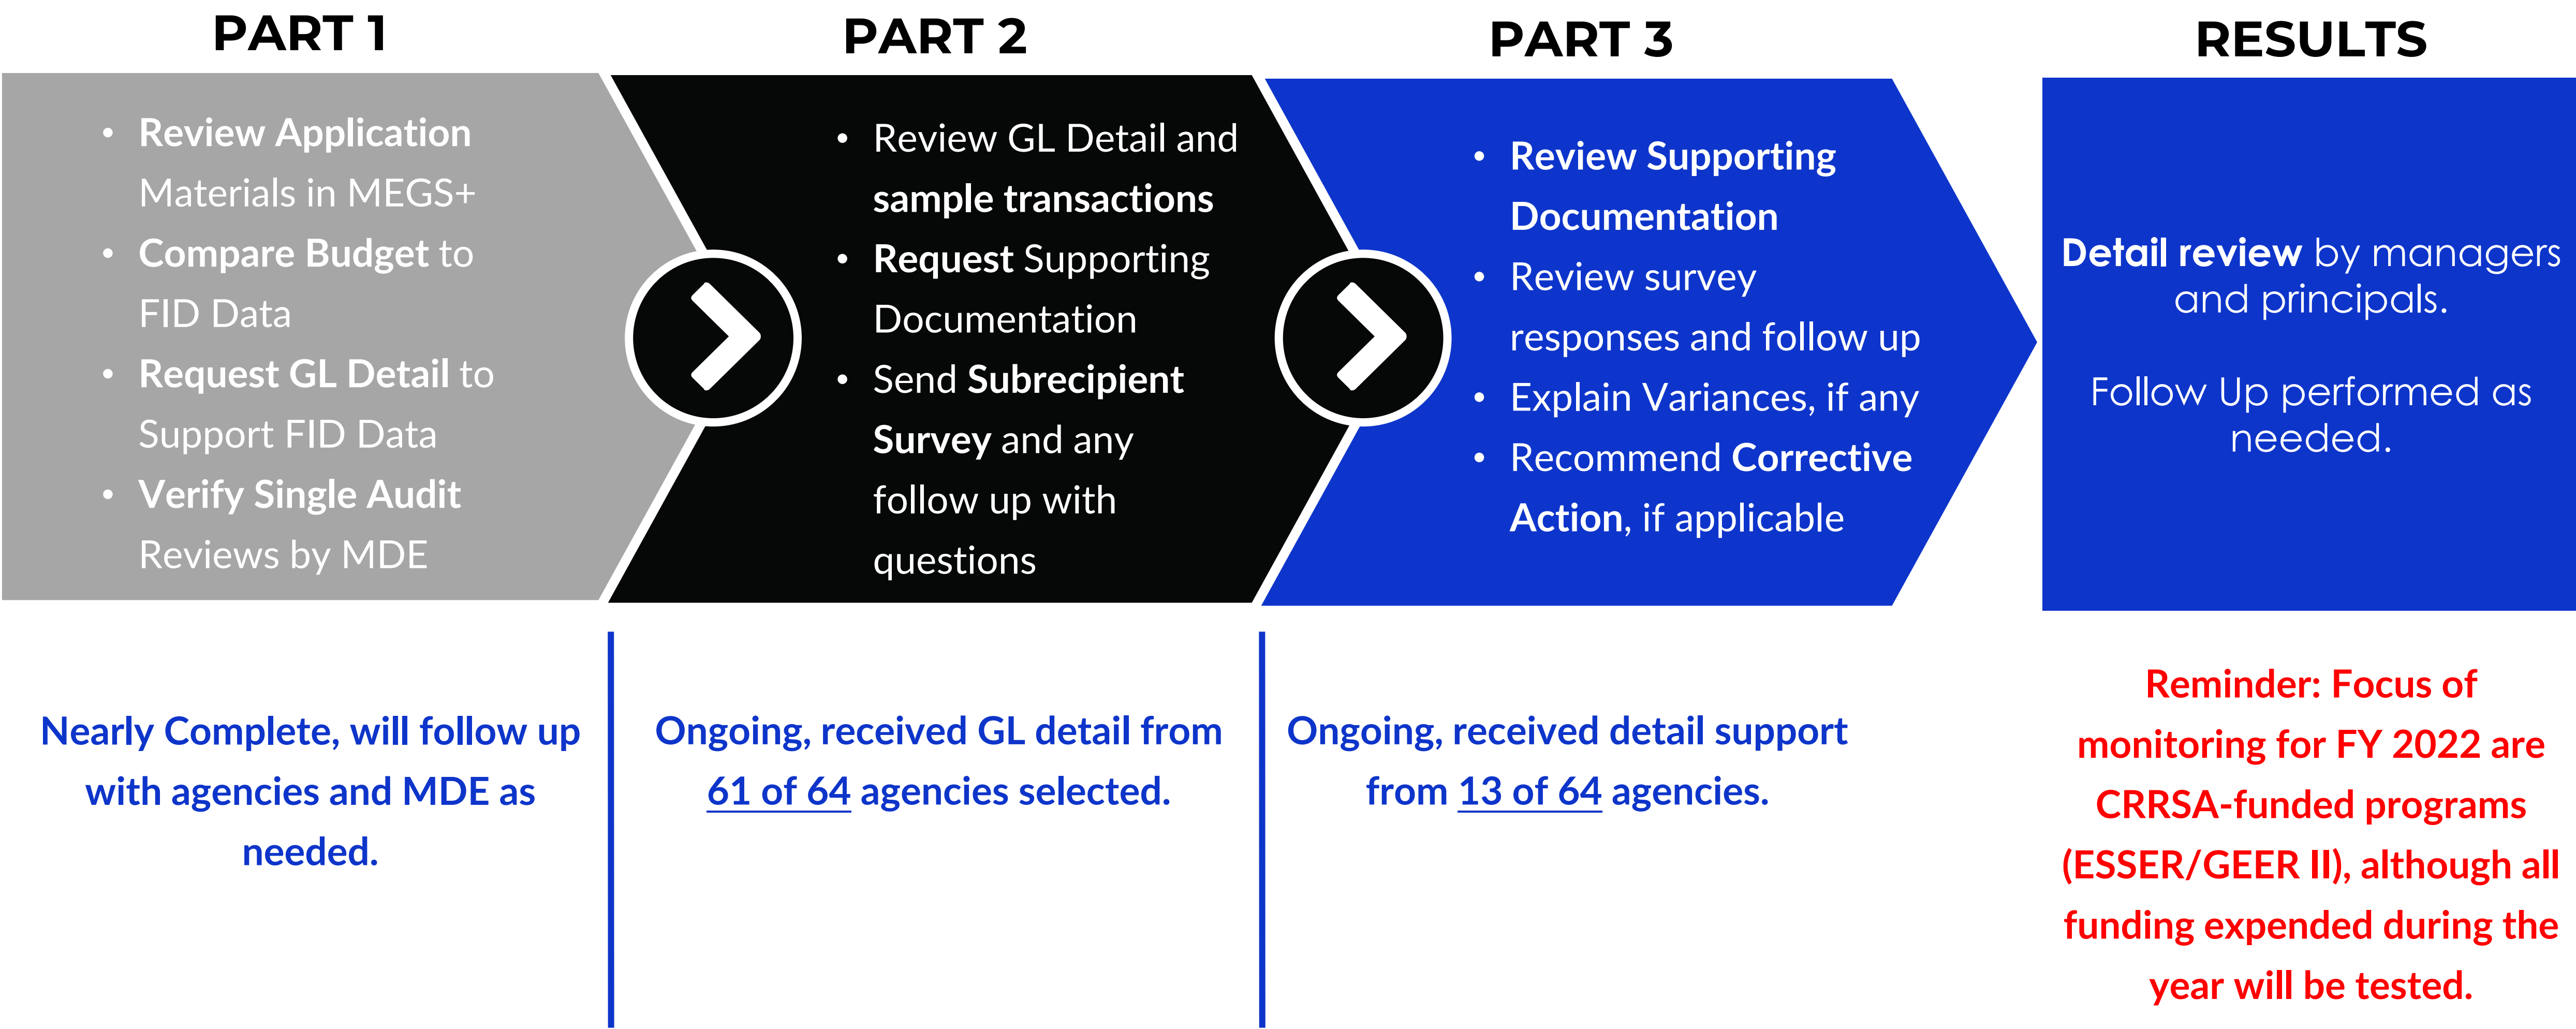 PART 1
• Review Application
Materials in MEGS+
• Compare Budget to
FID Data
• Request GL Detail to
Support FID Data
• Verify Single Audit
Reviews by MDE
Nearly Complete, will follow up
with agencies and MDE as
needed.
PART 2
• Review GL Detail and
sample transactions
• Request Supporting
Documentation
• Send Subrecipient
Survey and any
follow up with
questions
Ongoing, received GL detail from
61 of 64 agencies selected.
PART 3
• Review Supporting
Documentation
• Review survey
responses and follow up
• Explain Variances, if any
• Recommend Corrective
Action, if applicable
Ongoing, received detail support
from 13 of 64 agencies.
RESULTS
Detail review by managers
and principals.
Follow Up performed as
needed.
Reminder: Focus of
monitoring for FY 2022 are
CRRSA-funded programs
(ESSER/GEER II), although all
funding expended during the
year will be tested.